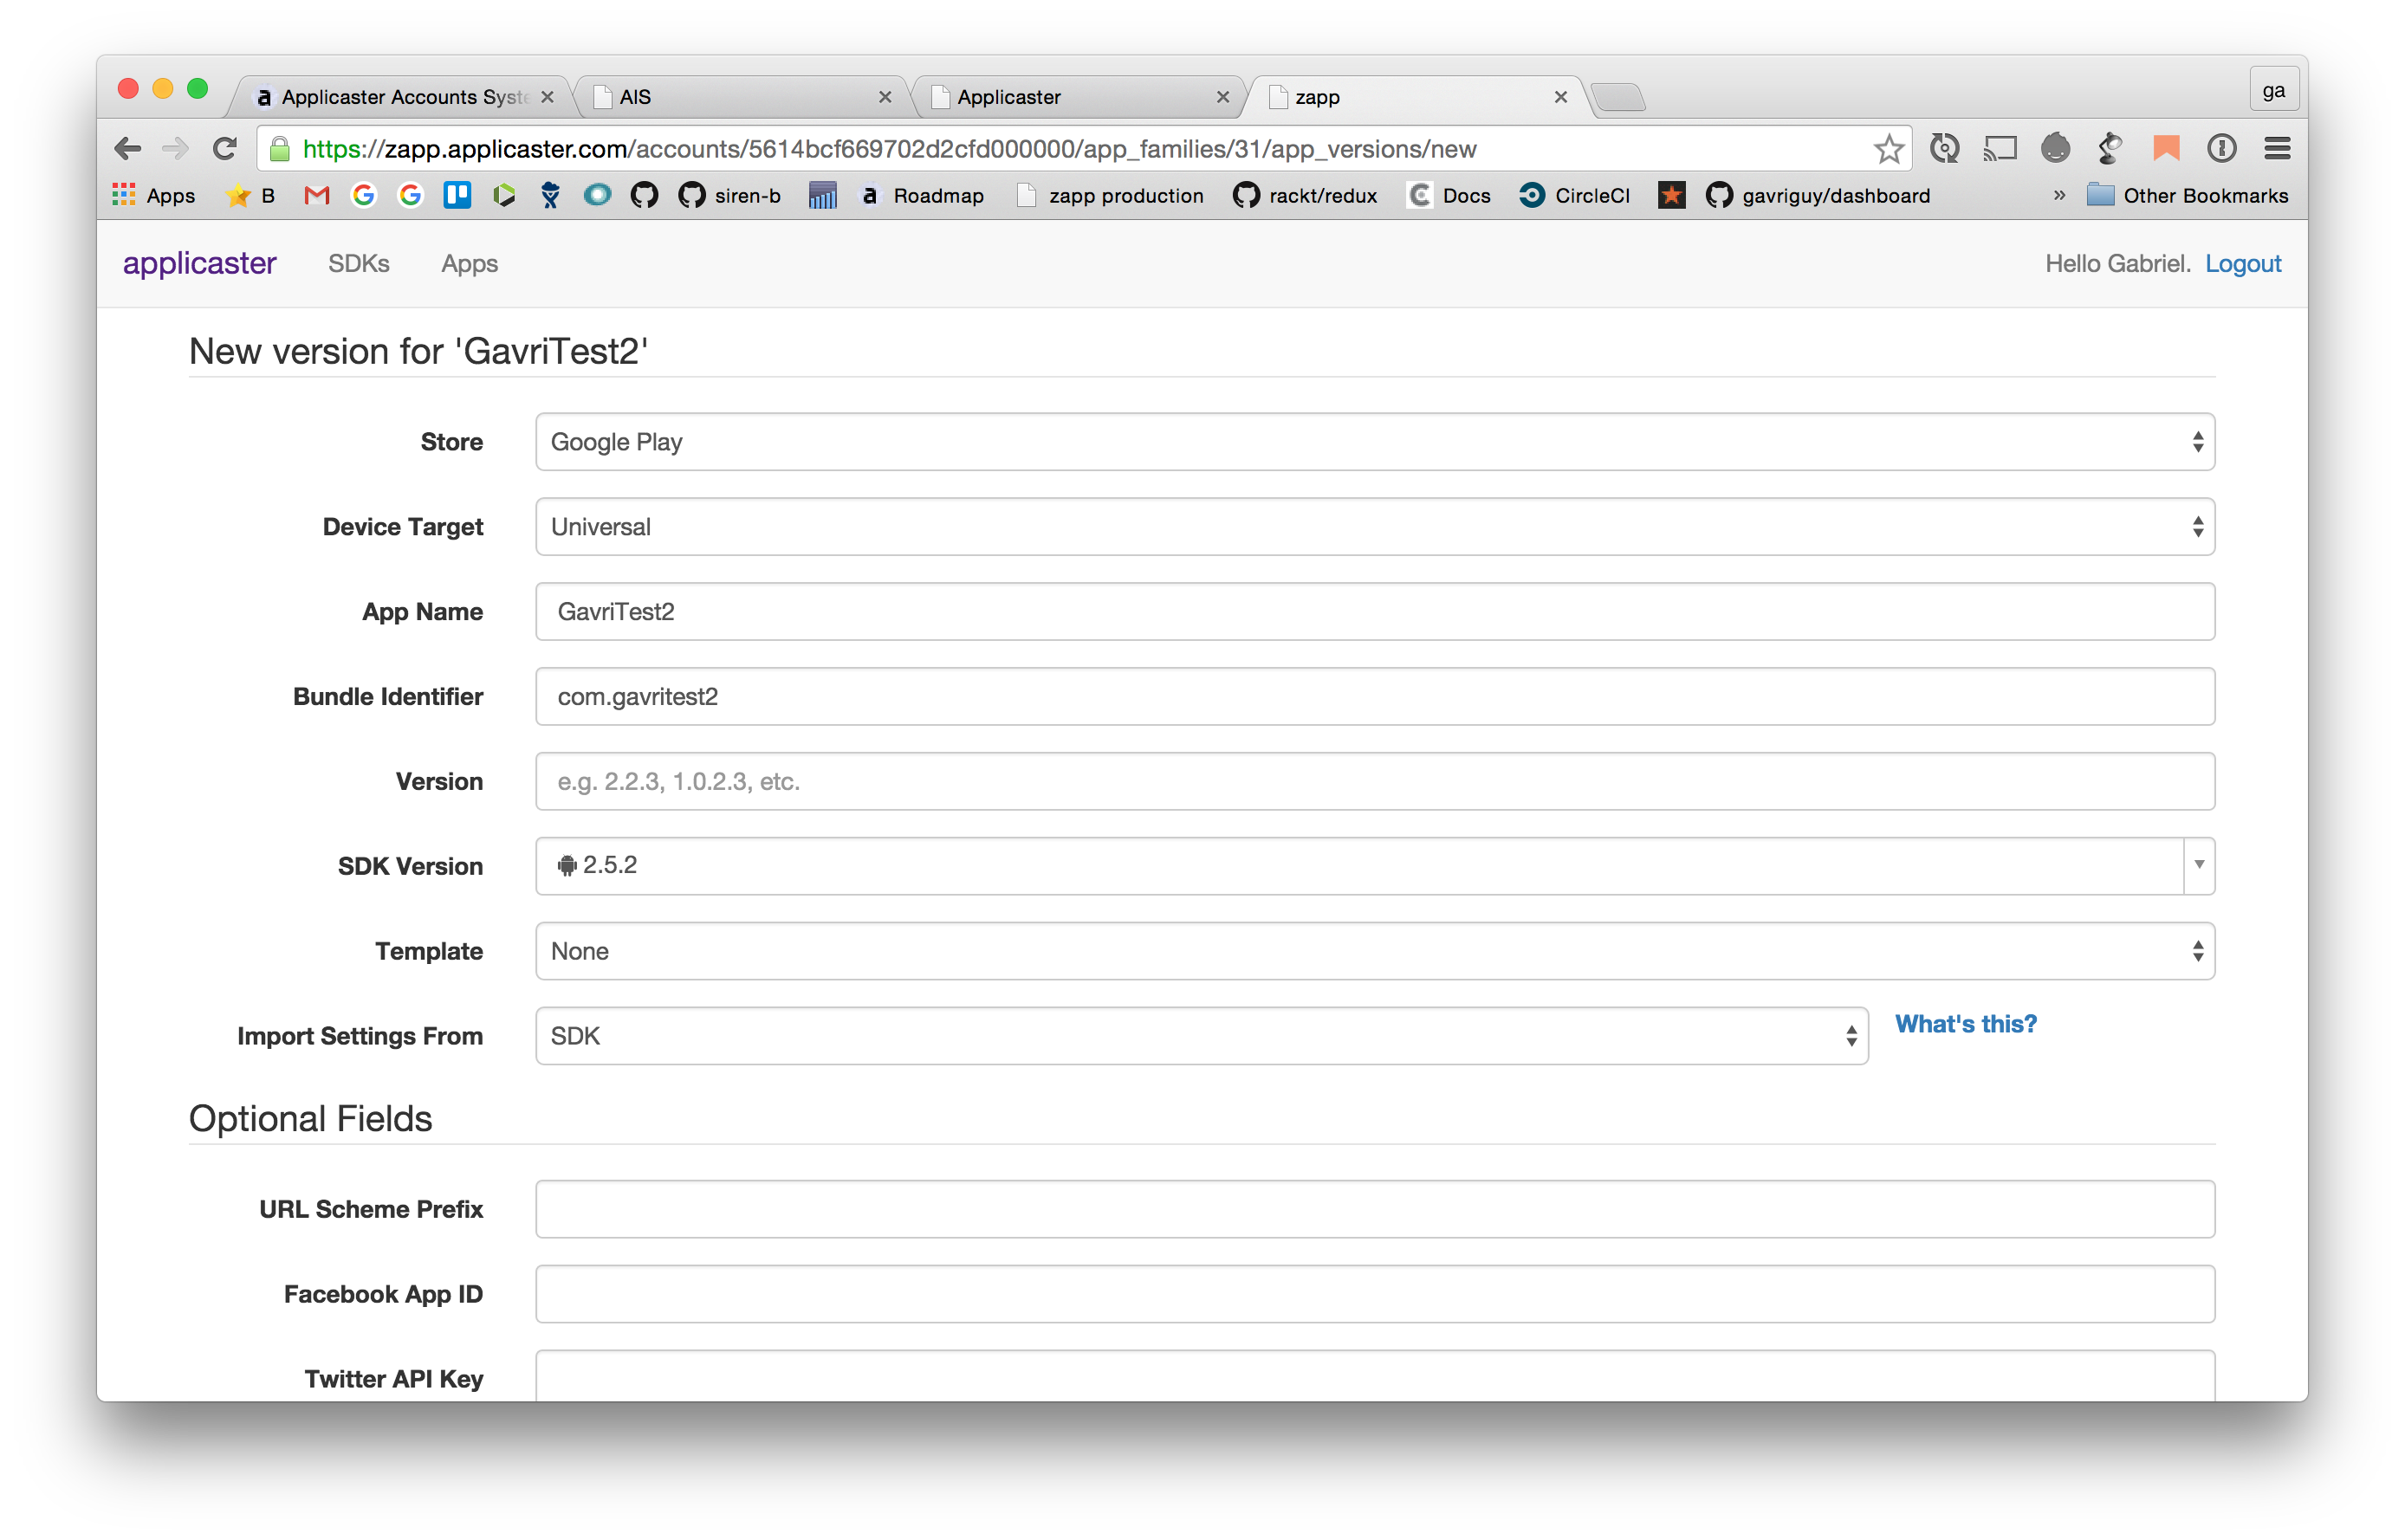 Applicaster Accounts Syste
AIS
Applicaster
zapp
ga
https://zapp.applicaster.com/accounts/5614bcf669702d2cfd000000/app_families/31/app_versions/new
Apps B siren-b Roadmap zapp production rackt/redux Docs CircleCI gavriguy/dashboard » Other Bookmarks
applicaster SDKs Apps Hello Gabriel. Logout
New version for 'GavriTest2'
Store Google Play
Device Target Universal
App Name GavriTest2
Bundle Identifier com.gavritest2
Version e.g. 2.2.3, 1.0.2.3, etc.
SDK Version 2.5.2
Template None
Import Settings From SDK What's this?
Optional Fields
URL Scheme Prefix
Facebook App ID
Twitter API Key